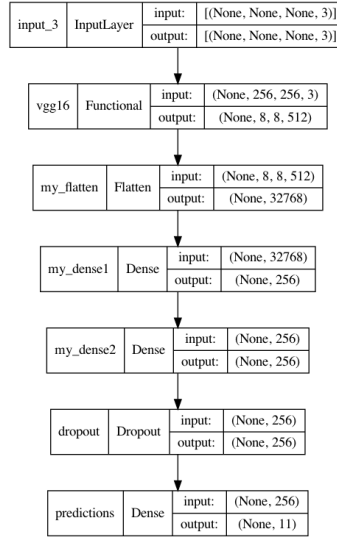 input_3 InputLayer input: [(None, None, None, 3)]
output: [(None, None, None, 3)]
vgg16 Functional input: (None, 256, 256, 3)
output: (None, 8, 8, 512)
my_flatten Flatten input: (None, 8, 8, 512)
output: (None, 32768)
my_dense1 Dense input: (None, 32768)
output: (None, 256)
my_dense2 Dense input: (None, 256)
output: (None, 256)
dropout Dropout input: (None, 256)
output: (None, 256)
predictions Dense input: (None, 256)
output: (None, 11)